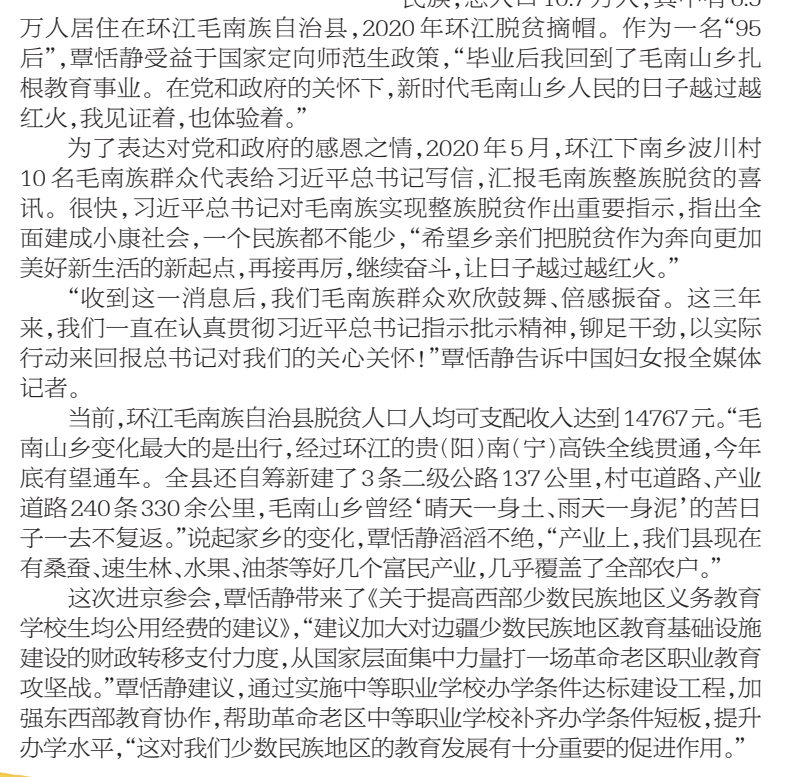 民族,总人口10.7万人,其中有6.5
万人居住在环江毛南族自治县,2020年环江脱贫摘帽。作为一名“95
后”,覃恬静受益于国家定向师范生政策,“毕业后我回到了毛南山乡扎
根教育事业。在党和政府的关怀下,新时代毛南山乡人民的日子越过越
红火,我见证着,也体验着。”
为了表达对党和政府的感恩之情,2020年5月,环江下南乡波川村
10名毛南族群众代表给习近平总书记写信,汇报毛南族整族脱贫的喜
讯。很快,习近平总书记对毛南族实现整族脱贫作出重要指示,指出全
面建成小康社会,一个民族都不能少,“希望乡亲们把脱贫作为奔向更加
美好新生活的新起点,再接再厉,继续奋斗,让日子越过越红火。”
“收到这一消息后,我们毛南族群众欢欣鼓舞、倍感振奋。这三年
来,我们一直在认真贯彻习近平总书记指示批示精神,铆足干劲,以实际
行动来回报总书记对我们的关心关怀!”覃恬静告诉中国妇女报全媒体
记者。
当前,环江毛南族自治县脱贫人口人均可支配收入达到14767元。“毛
南山乡变化最大的是出行,经过环江的贵(阳)南(宁)高铁全线贯通,今年
底有望通车。全县还自筹新建了3条二级公路137公里,村屯道路、产业
道路240条330余公里,毛南山乡曾经‘晴天一身土、雨天一身泥’的苦日
子一去不复返。”说起家乡的变化,覃恬静滔滔不绝,“产业上,我们县现在
有桑蚕、速生林、水果、油茶等好几个富民产业,几乎覆盖了全部农户。”
这次进京参会,覃恬静带来了《关于提高西部少数民族地区义务教育
学校生均公用经费的建议》,“建议加大对边疆少数民族地区教育基础设施
建设的财政转移支付力度,从国家层面集中力量打一场革命老区职业教育
攻坚战。”覃恬静建议,通过实施中等职业学校办学条件达标建设工程,加
强东西部教育协作,帮助革命老区中等职业学校补齐办学条件短板,提升
办学水平,“这对我们少数民族地区的教育发展有十分重要的促进作用。”